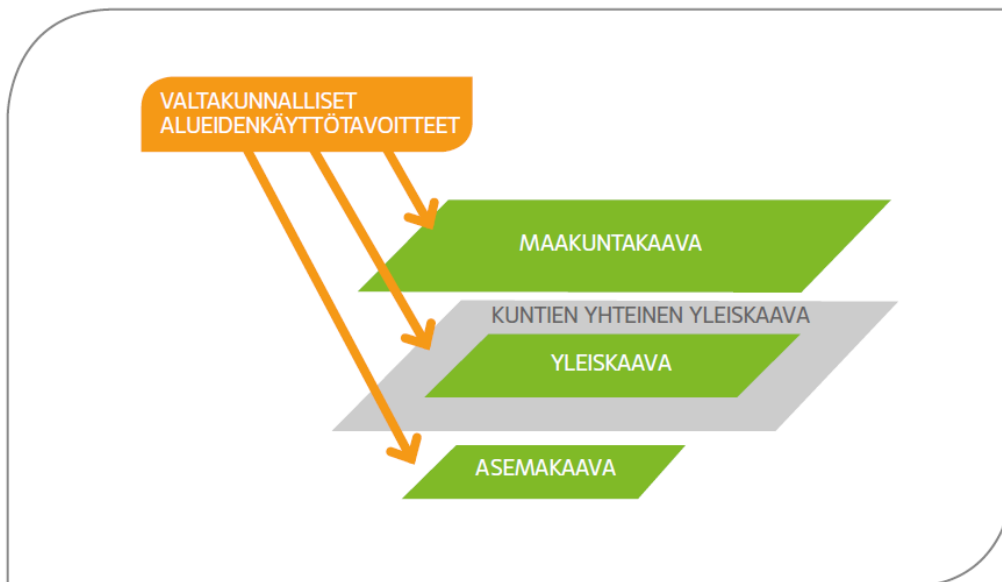 VALTAKUNNALLISET
ALUEIDENKÄYTTÖTAVOITTEET
MAAKUNTAKAAVA
KUNTIEN YHTEINEN YLEISKAAVA
YLEISKAAVA
ASEMAKAAVA